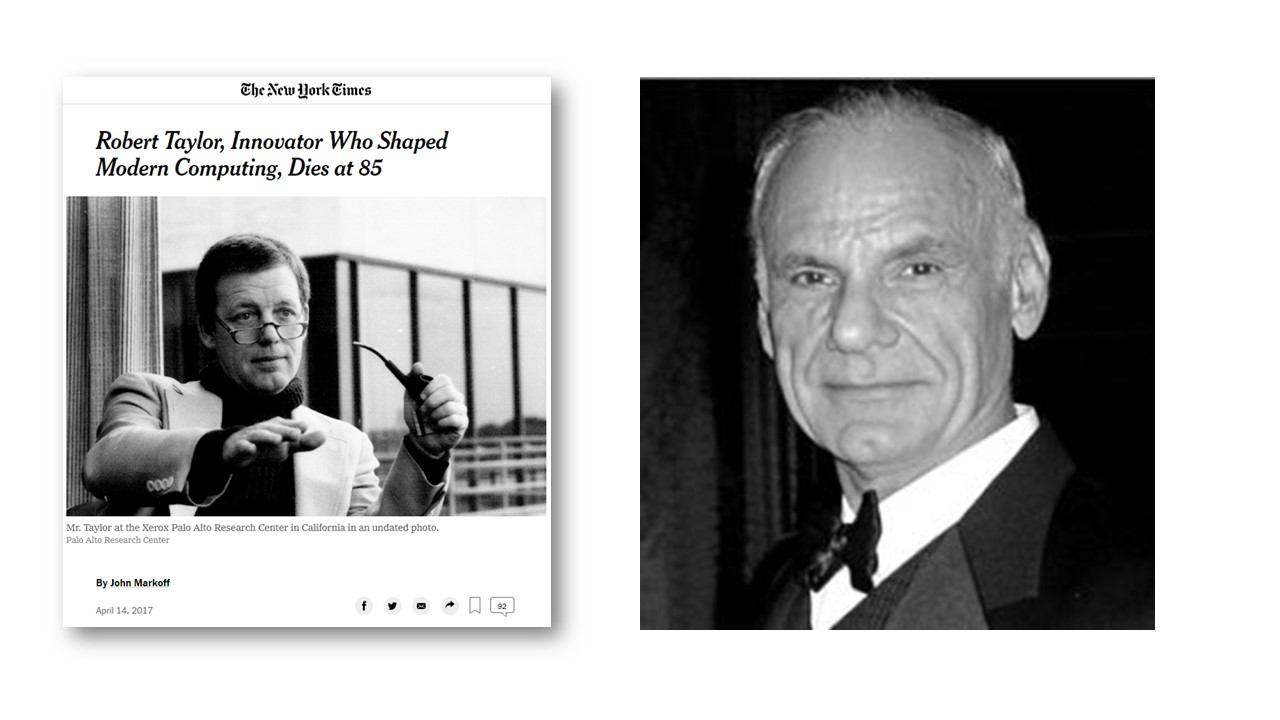 The New York Times
Robert Taylor, Innovator Who Shaped
Modern Computing, Dies at 85
Mr. Taylor at the Xerox Palo Alto Research Center in California in an undated photo.
Palo Alto Research Center
By John Markoff
April 14, 2017
92